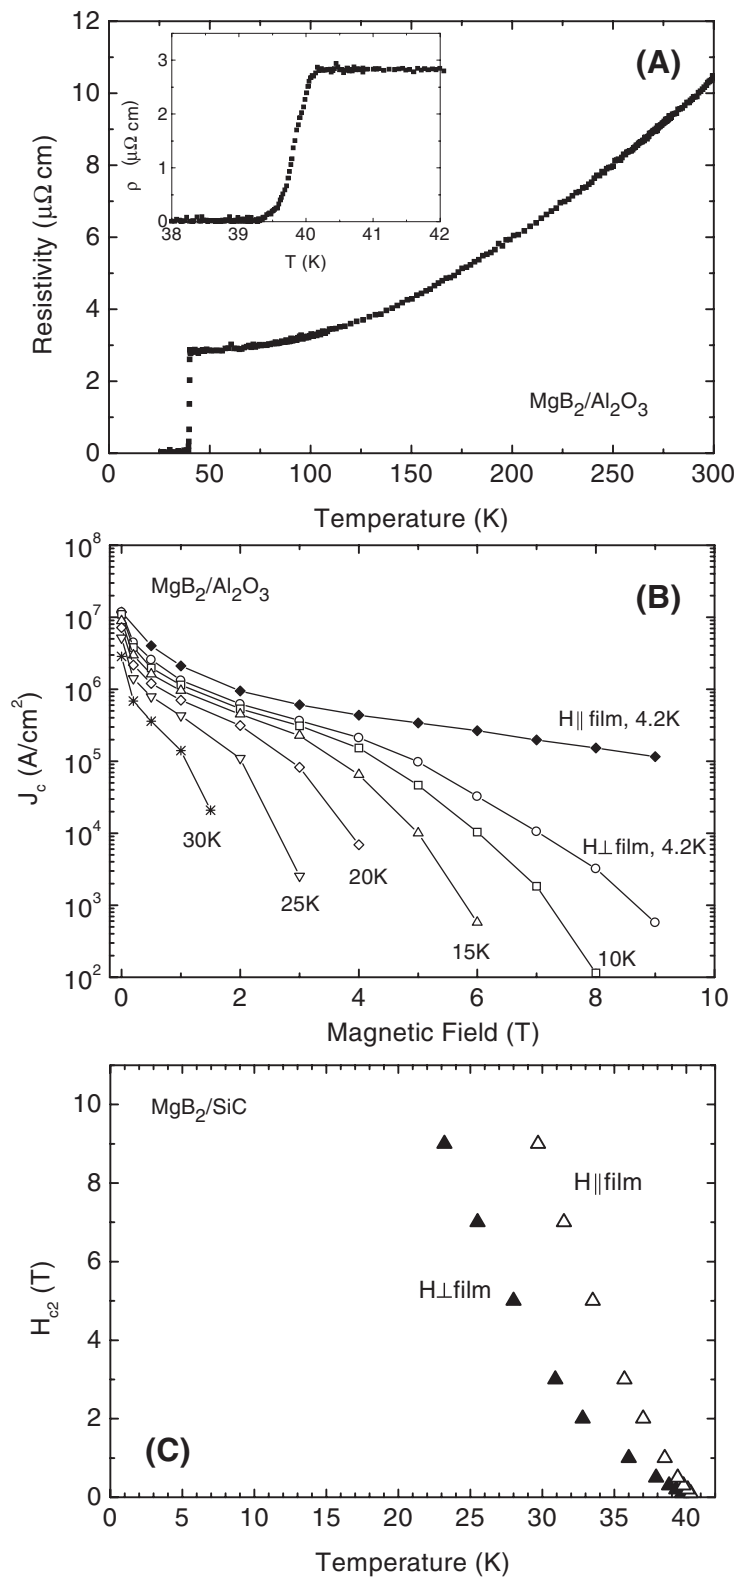 (A)
12
10
8
6
4
2
0
Resistivity (μΩ cm)
3
2
1
0
ρ (μΩ cm)
38 39 40 41 42
T (K)
MgB2/Al2O3
0 50 100 150 200 250 300
Temperature (K)
(B)
MgB2/Al2O3
10^8
10^7
10^6
10^5
10^4
10^3
10^2
Jc (A/cm^2)
H||film, 4.2K
H⊥film, 4.2K
30K
20K
25K
15K
10K
0 2 4 6 8 10
Magnetic Field (T)
MgB2/SiC
10
8
6
4
2
0
Hc2 (T)
H||film
H⊥film
(C)
0 5 10 15 20 25 30 35 40
Temperature (K)